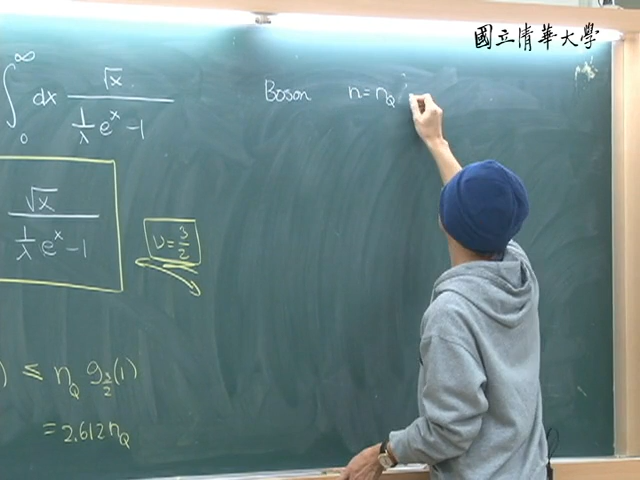 國立清華大學
∫₀^∞ dx √x / (1/λ e^x − 1)
√x / (1/λ e^x − 1)
ν = 3/2
) ≤ n_Q g_{3/2}(1)
= 2.612 n_Q
Boson n = n_Q